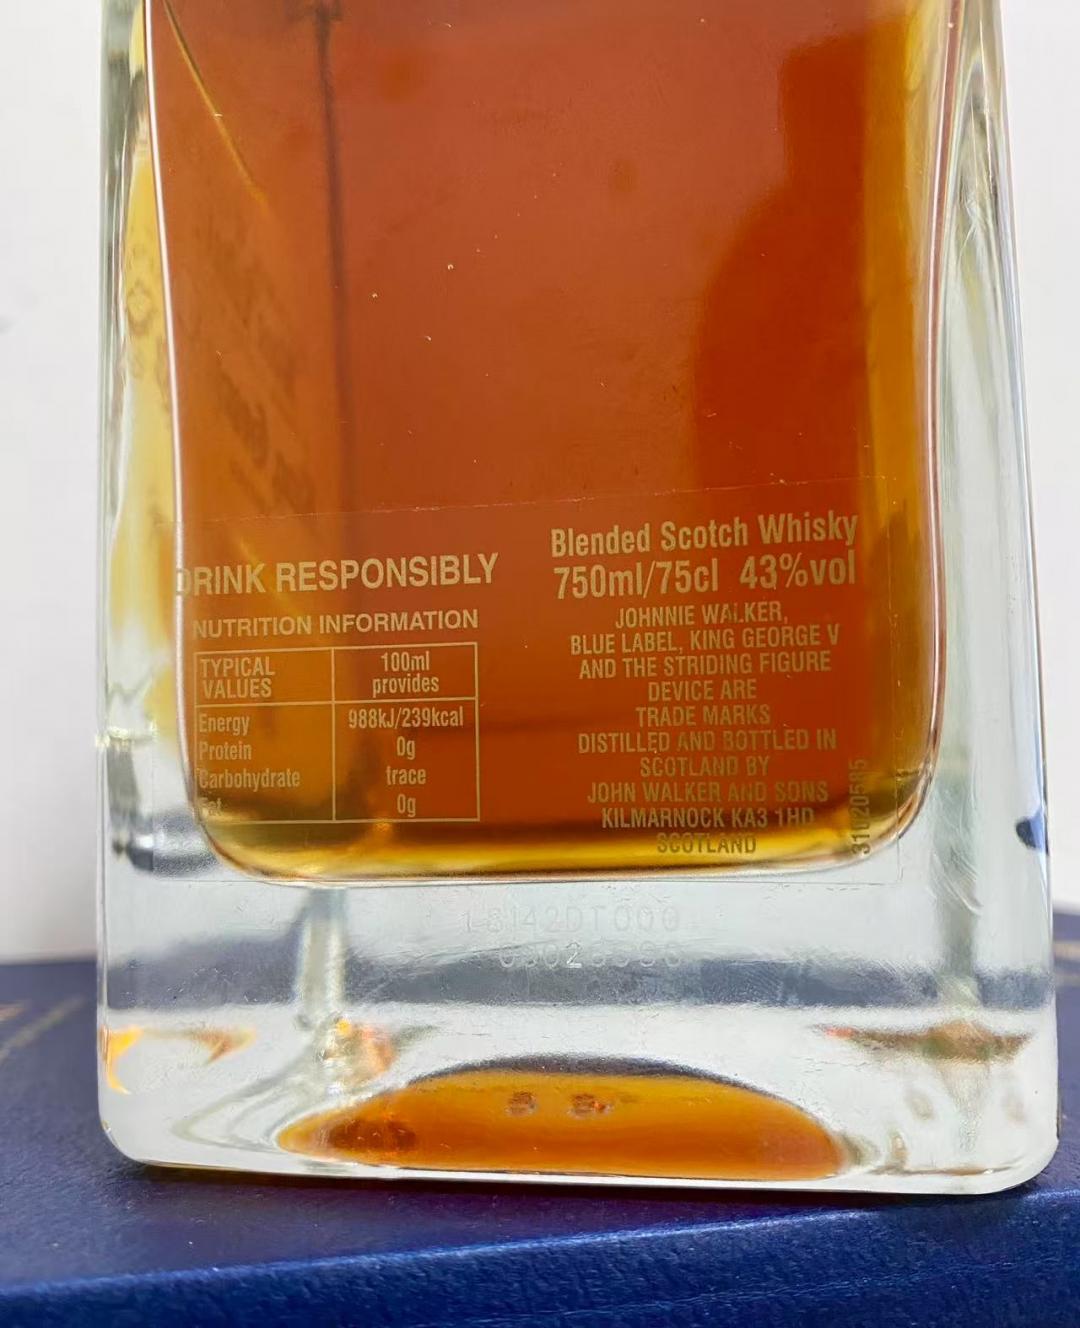 DRINK RESPONSIBLY
NUTRITION INFORMATION
TYPICAL VALUES 100ml provides
Energy 988kJ/239kcal
Protein 0g
Carbohydrate trace
Fat 0g
Blended Scotch Whisky
750ml/75cl 43%vol
JOHNNIE WALKER,
BLUE LABEL, KING GEORGE V
AND THE STRIDING FIGURE
DEVICE ARE
TRADE MARKS
DISTILLED AND BOTTLED IN
SCOTLAND BY
JOHN WALKER AND SONS
KILMARNOCK KA3 1HD
SCOTLAND
L8142DT000